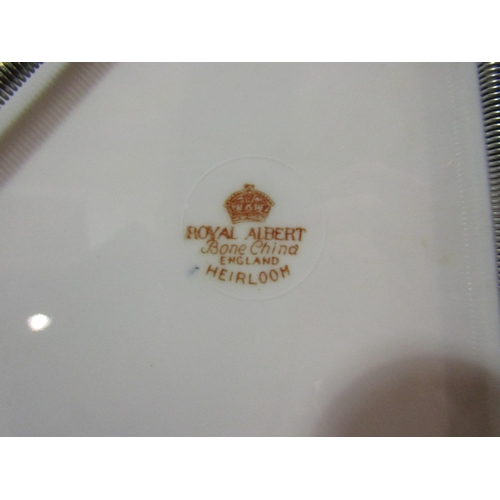 ROYAL ALBERT
Bone China
ENGLAND
HEIRLOOM